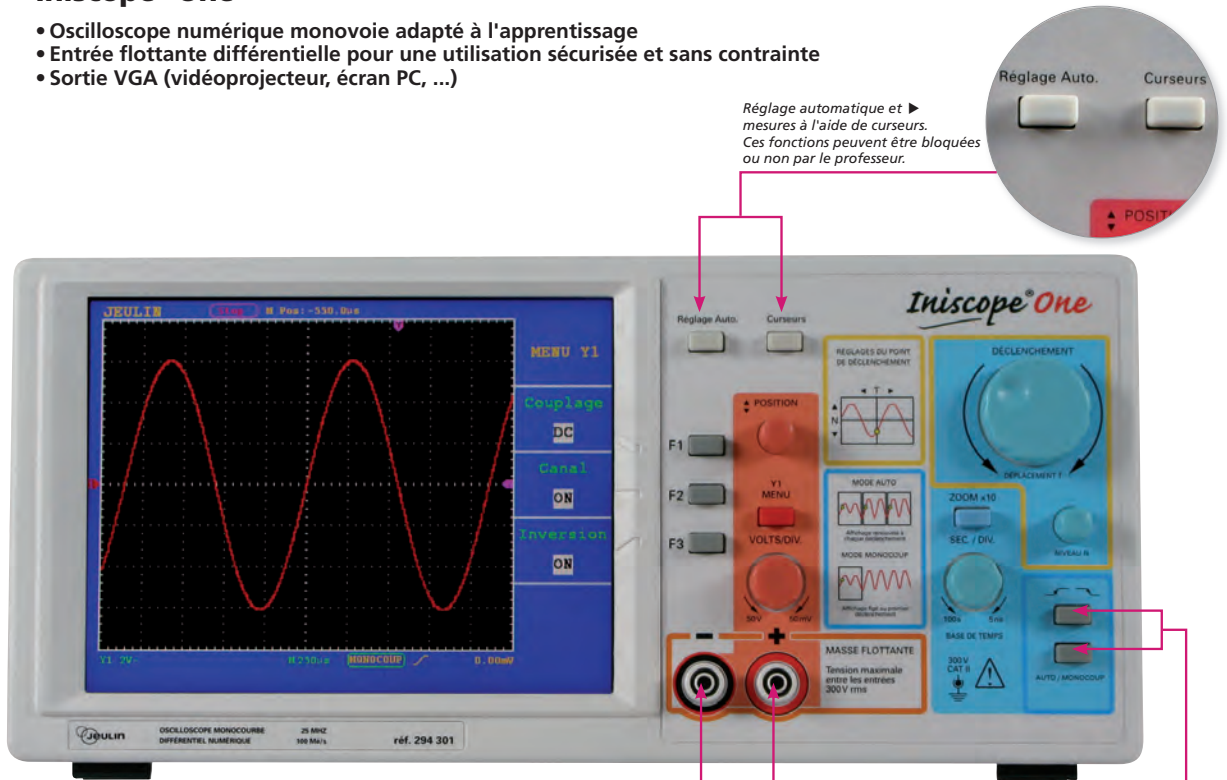 • Oscilloscope numérique monovoie adapté à l'apprentissage
• Entrée flottante différentielle pour une utilisation sécurisée et sans contrainte
• Sortie VGA (vidéoprojecteur, écran PC, ...)
Réglage automatique et ►
mesures à l'aide de curseurs.
Ces fonctions peuvent être bloquées
ou non par le professeur.
Réglage Auto.
Curseurs
POSIT
JEULIN
Stop
M Pos:-550.0us
MENU Y1
Couplage
DC
Canal
ON
Inversion
ON
Y1 2V
M 250us
MONOCOUP
0.00mV
Réglage Auto.
Curseurs
Iniscope® One
POSITION
F1
F2
F3
Y1
MENU
VOLTS/DIV.
50V
50mV
RÉGLAGES DU POINT
DE DÉCLENCHEMENT
T
N
MODE AUTO
MODE MONOCOUP
DÉCLENCHEMENT
DÉPLACEMENT T
ZOOM x10
SEC. / DIV.
NIVEAU N
100s
5ns
BASE DE TEMPS
300V
CAT II
AUTO / MONOCOUP
MASSE FLOTTANTE
Tension maximale
entre les entrées
300V rms
Jeulin
OSCILLOSCOPE MONOCOURBE
DIFFÉRENTIEL NUMÉRIQUE
25 MHZ
100 Mé/s
réf. 294 301